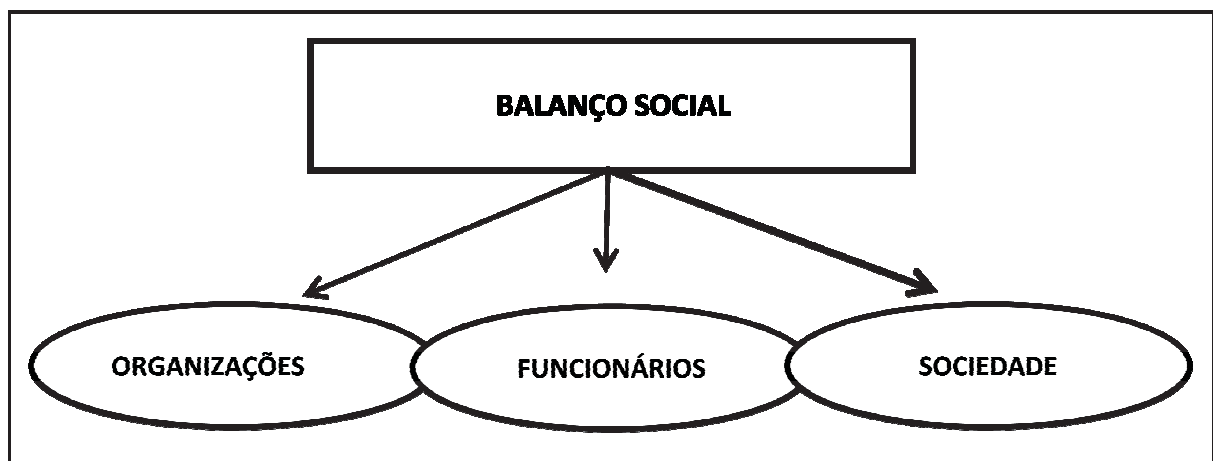 BALANÇO SOCIAL
ORGANIZAÇÕES
FUNCIONÁRIOS
SOCIEDADE